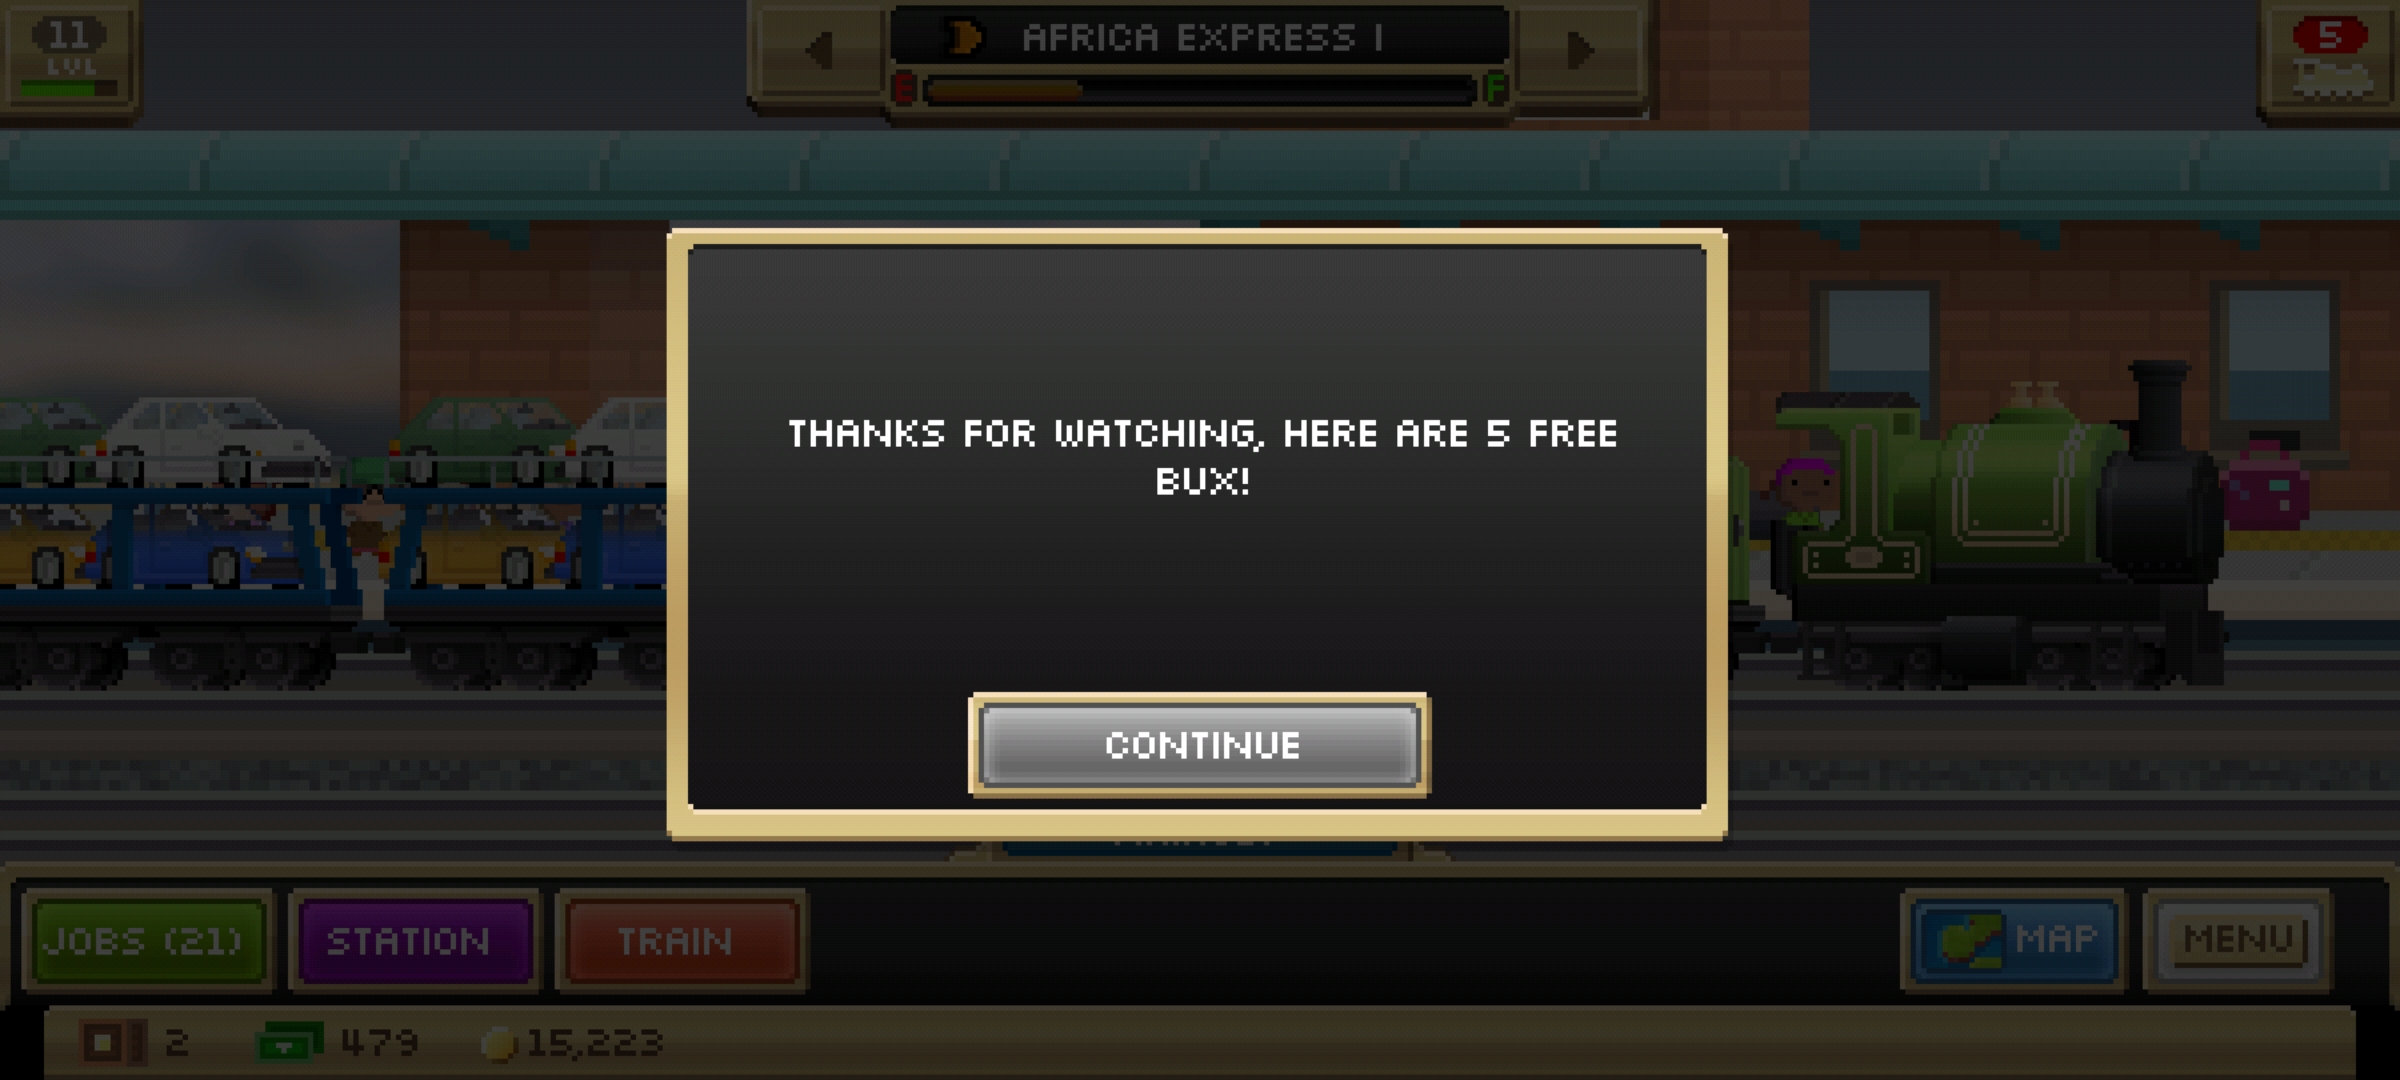 11
LVL
AFRICA EXPRESS I
E
F
5
THANKS FOR WATCHING, HERE ARE 5 FREE
BUX!
CONTINUE
JOBS (21)
STATION
TRAIN
MAP
MENU
2
479
15,223